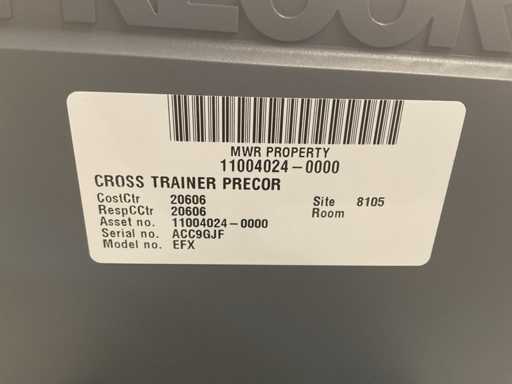 PRECOR
MWR PROPERTY
11004024-0000
CROSS TRAINER PRECOR
CostCtr 20606 Site 8105
RespCCtr 20606 Room
Asset no. 11004024-0000
Serial no. ACC9GJF
Model no. EFX